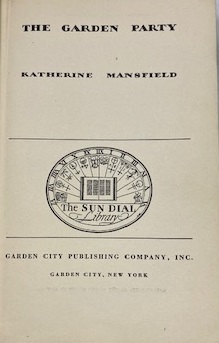 THE GARDEN PARTY
KATHERINE MANSFIELD
The SUN DIAL
Library
GARDEN CITY PUBLISHING COMPANY, INC.
GARDEN CITY, NEW YORK